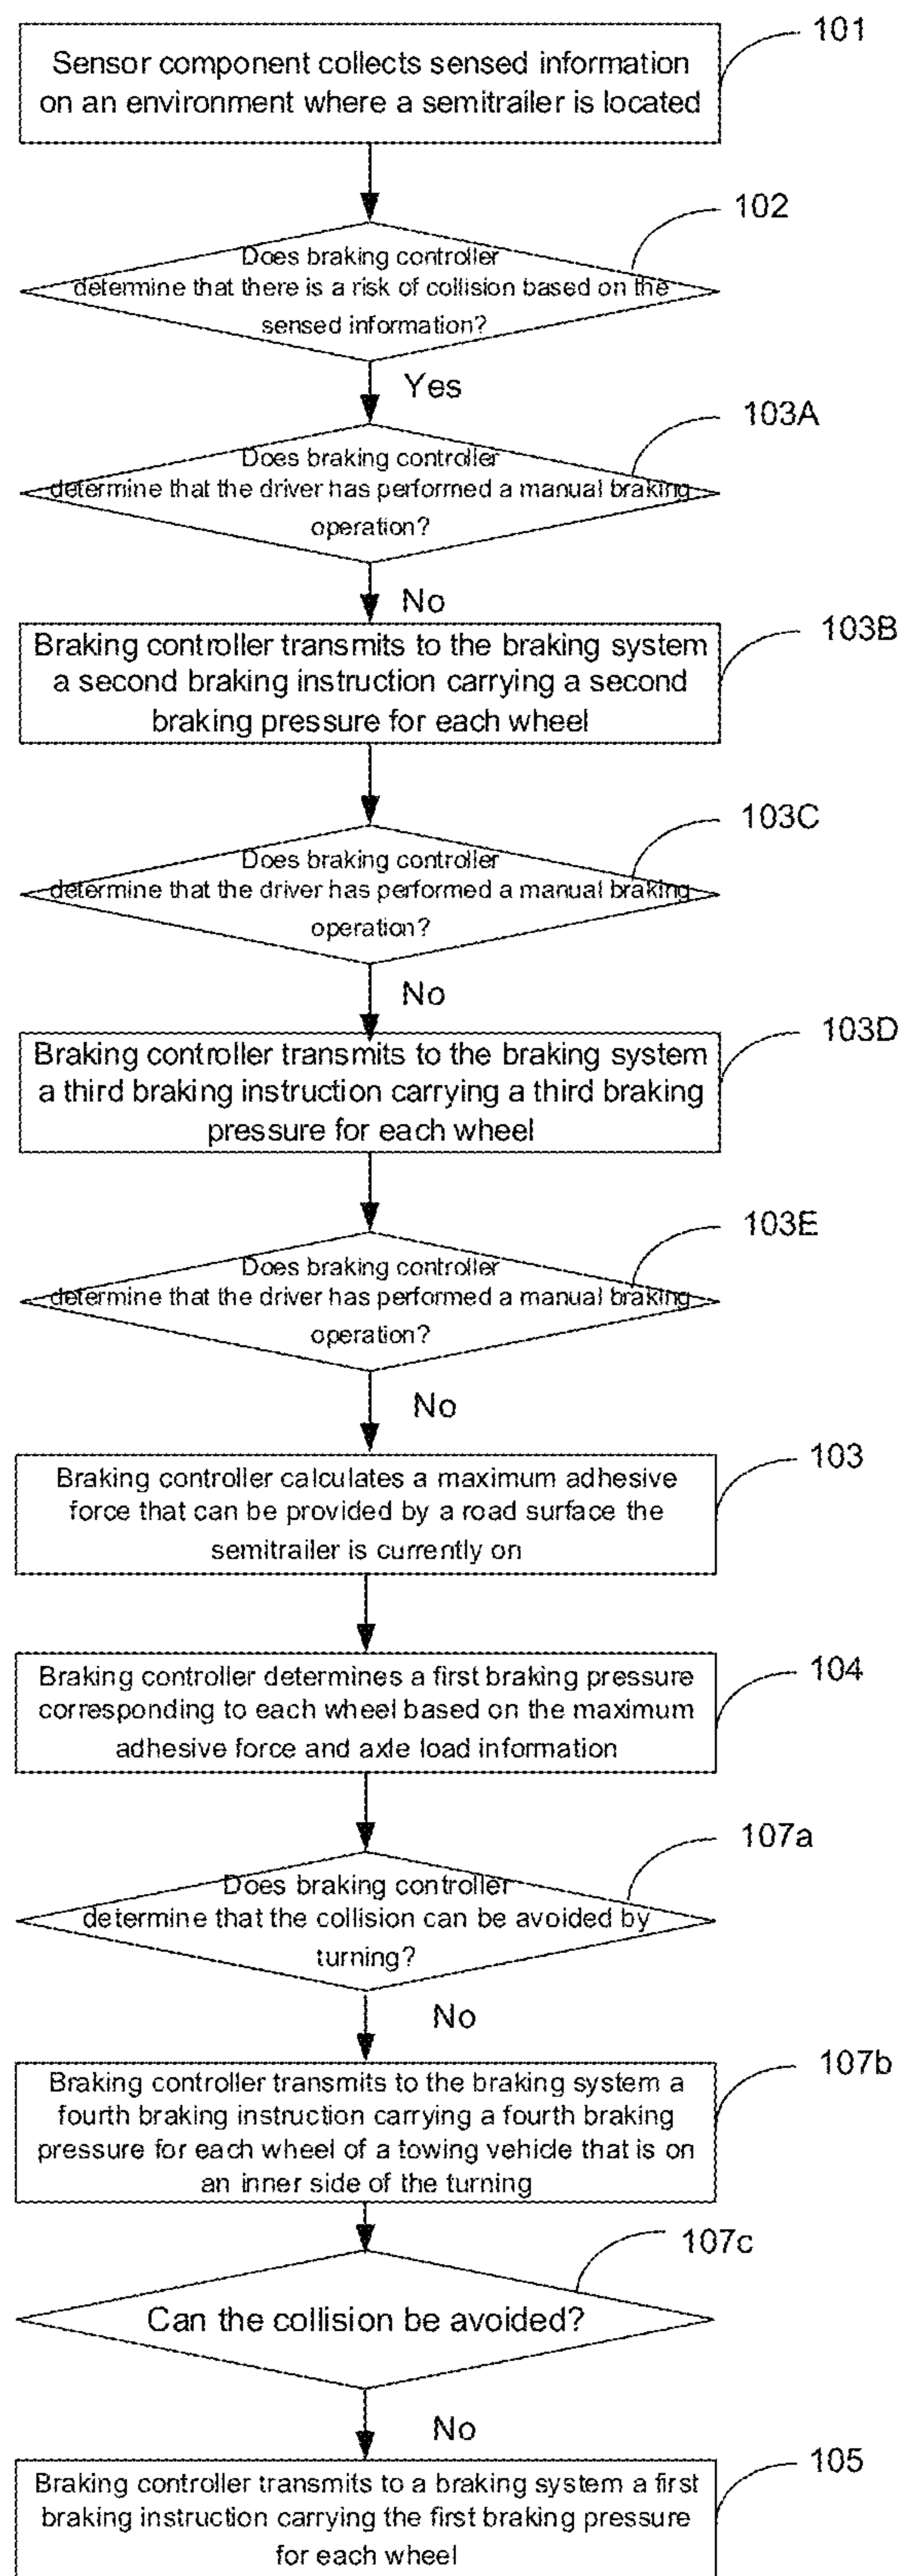 101
Sensor component collects sensed information
on an environment where a semitrailer is located
102
Does braking controller
determine that there is a risk of collision based on the
sensed information?
Yes
103A
Does braking controller
determine that the driver has performed a manual braking
operation?
No
103B
Braking controller transmits to the braking system
a second braking instruction carrying a second
braking pressure for each wheel
103C
Does braking controller
determine that the driver has performed a manual braking
operation?
No
103D
Braking controller transmits to the braking system
a third braking instruction carrying a third braking
pressure for each wheel
103E
Does braking controller
determine that the driver has performed a manual braking
operation?
No
103
Braking controller calculates a maximum adhesive
force that can be provided by a road surface the
semitrailer is currently on
104
Braking controller determines a first braking pressure
corresponding to each wheel based on the maximum
adhesive force and axle load information
107a
Does braking controller
determine that the collision can be avoided by
turning?
No
107b
Braking controller transmits to the braking system a
fourth braking instruction carrying a fourth braking
pressure for each wheel of a towing vehicle that is on
an inner side of the turning
107c
Can the collision be avoided?
No
105
Braking controller transmits to a braking system a first
braking instruction carrying the first braking pressure
for each wheel